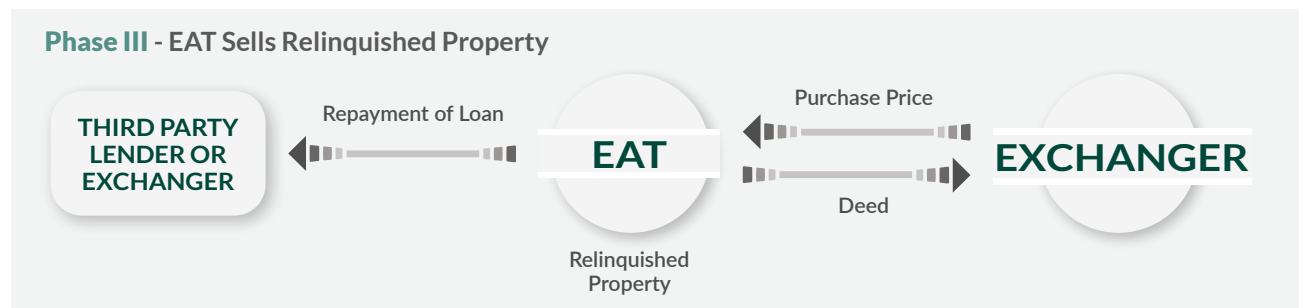 Phase III - EAT Sells Relinquished Property
THIRD PARTY
LENDER OR
EXCHANGER
Repayment of Loan
EAT
Relinquished
Property
Purchase Price
Deed
EXCHANGER